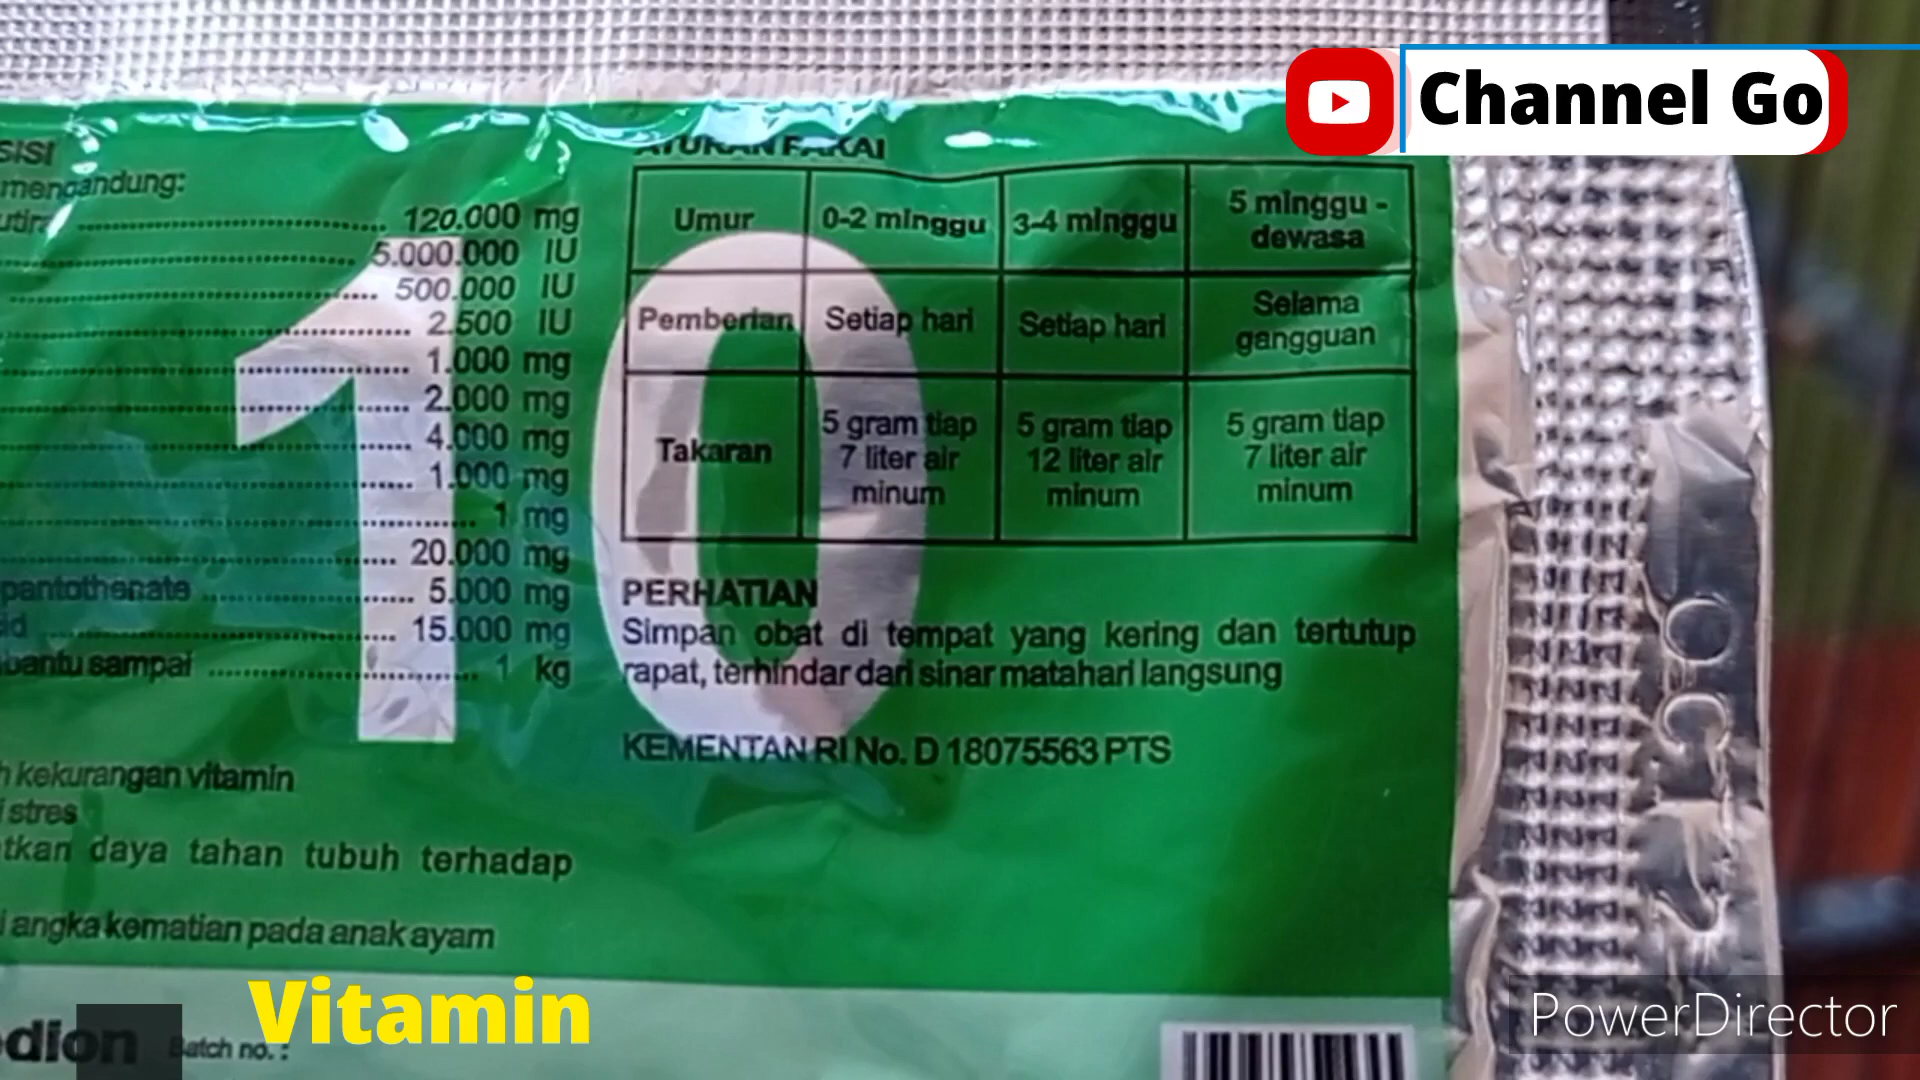 Channel Go
SISI
mengandung:
120.000 mg
5.000.000 IU
500.000 IU
2.500 IU
1.000 mg
2.000 mg
4.000 mg
1.000 mg
1 mg
20.000 mg
pantothenate 5.000 mg
15.000 mg
bantu sampai 1 kg
kekurangan vitamin
stres
tkan daya tahan tubuh terhadap
angka kematian pada anak ayam
dion Batch no. :
ATURAN PAKAI
Umur 0-2 minggu 3-4 minggu 5 minggu - dewasa
Pemberian Setiap hari Setiap hari Selama gangguan
Takaran 5 gram tiap 7 liter air minum 5 gram tiap 12 liter air minum 5 gram tiap 7 liter air minum
PERHATIAN
Simpan obat di tempat yang kering dan tertutup
rapat, terhindar dari sinar matahari langsung
KEMENTAN RI No. D 18075563 PTS
10
Vitamin
PowerDirector